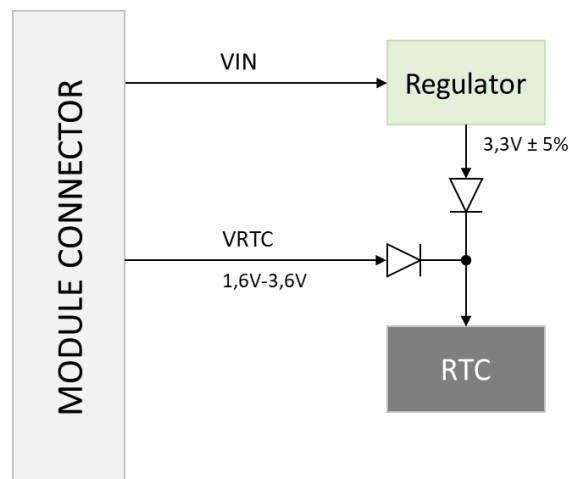 MODULE CONNECTOR
VIN
Regulator
3,3V ± 5%
VRTC
1,6V-3,6V
RTC